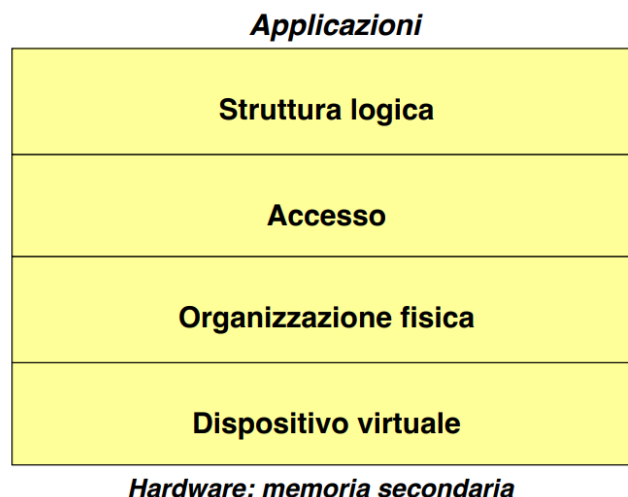 Applicazioni
Struttura logica
Accesso
Organizzazione fisica
Dispositivo virtuale
Hardware: memoria secondaria